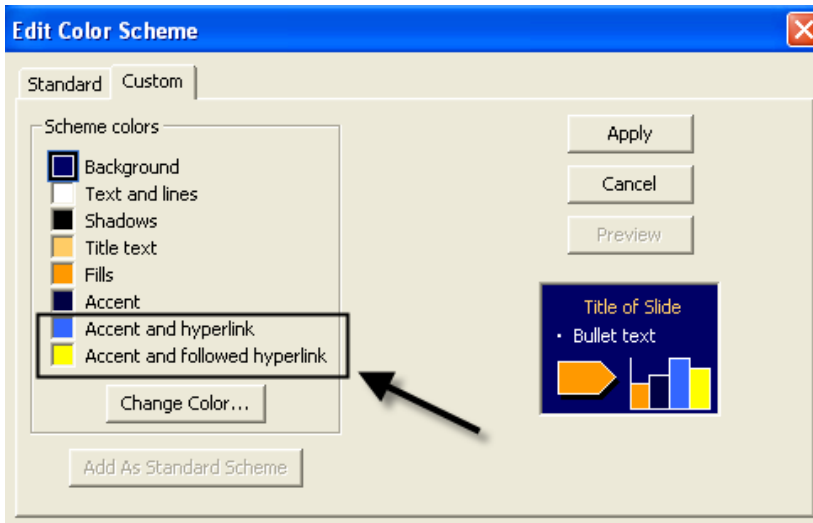 Edit Color Scheme
Standard Custom
Scheme colors
Background
Text and lines
Shadows
Title text
Fills
Accent
Accent and hyperlink
Accent and followed hyperlink
Change Color...
Add As Standard Scheme
Apply
Cancel
Preview
Title of Slide
• Bullet text